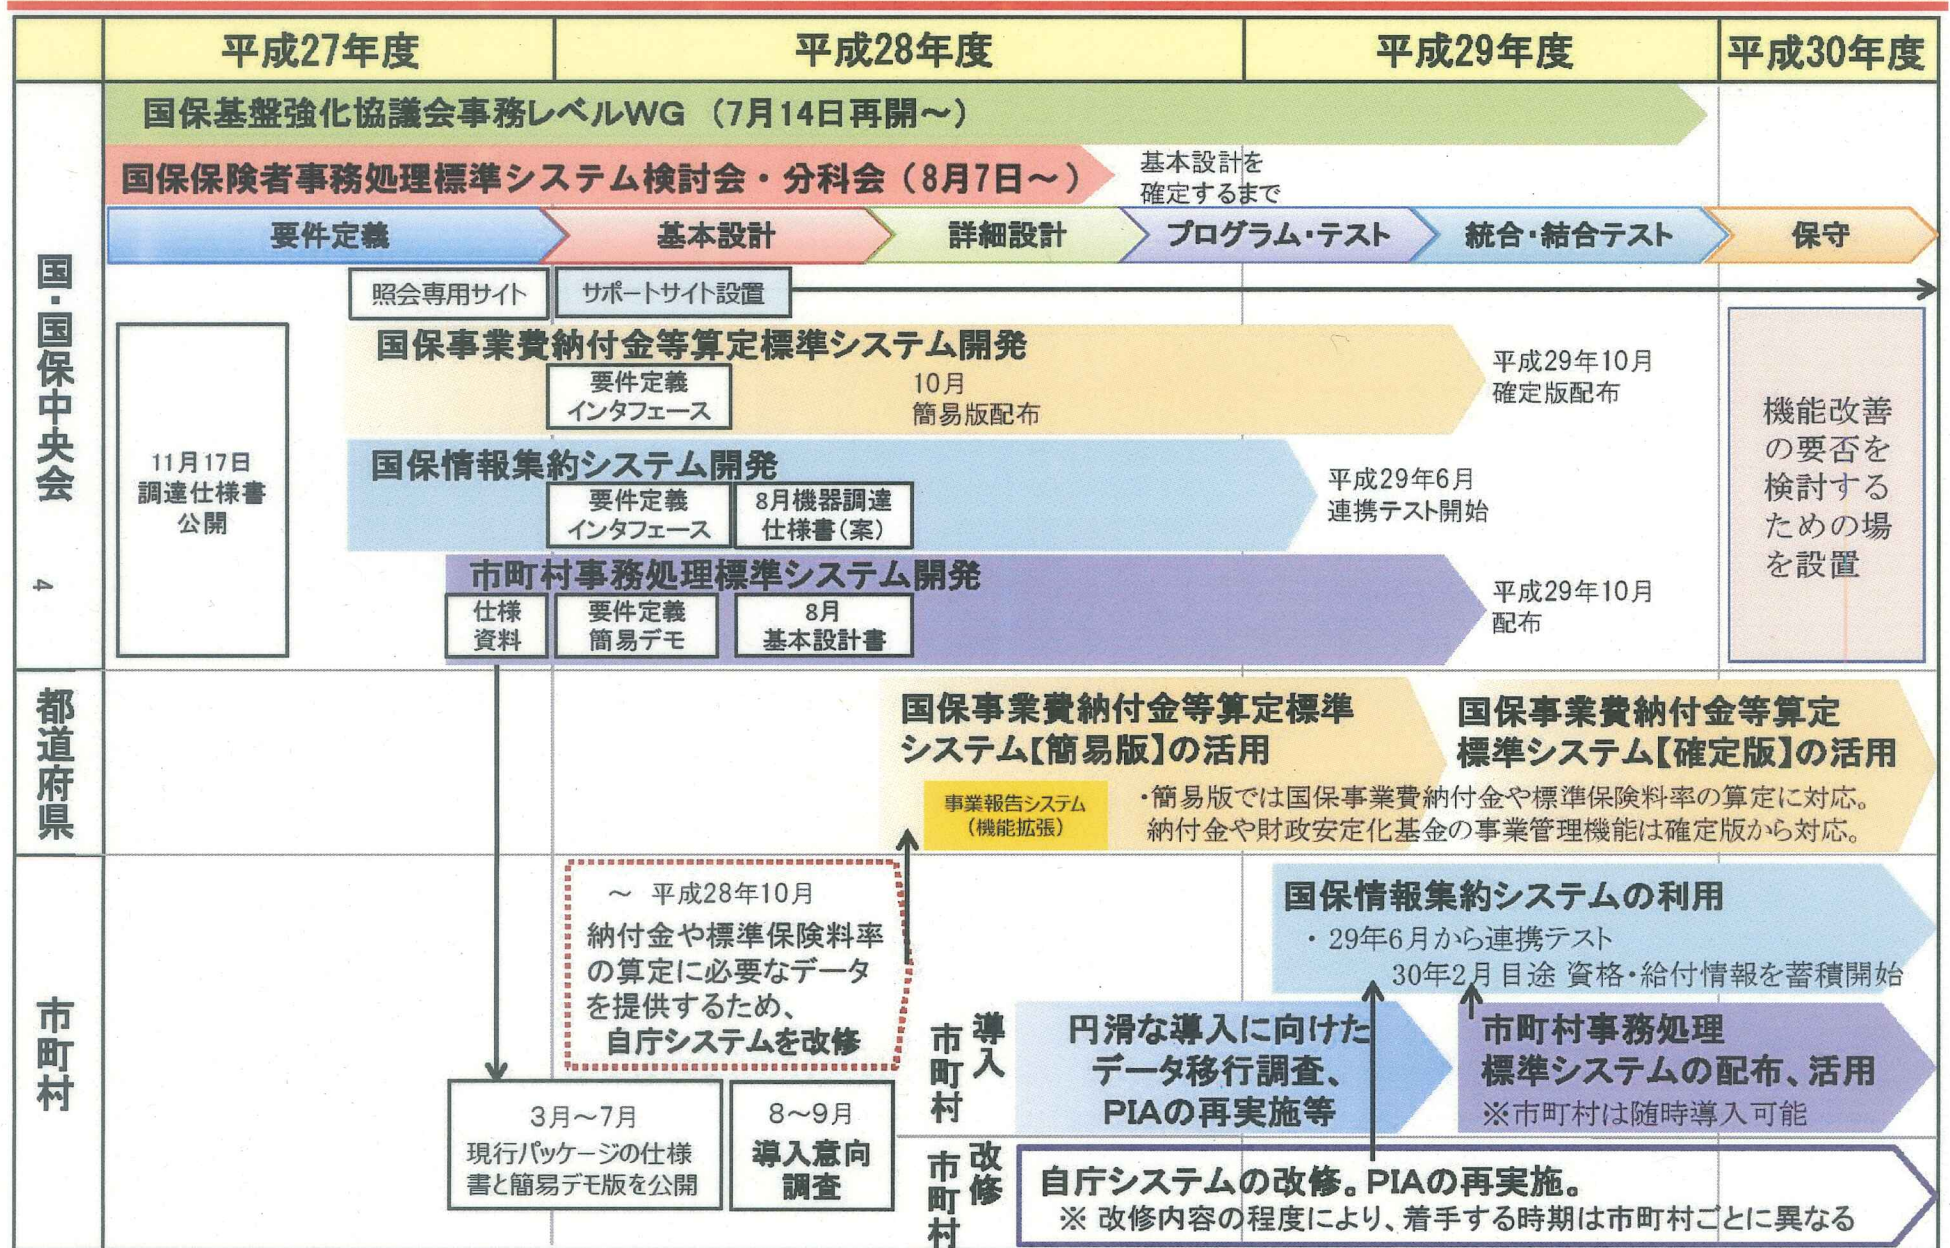 平成27年度
平成28年度
平成29年度
平成30年度
国・国保中央会
国保基盤強化協議会事務レベルWG （7月14日再開～）
国保保険者事務処理標準システム検討会・分科会（8月7日～）
基本設計を
確定するまで
要件定義
基本設計
詳細設計
プログラム・テスト
統合・結合テスト
保守
照会専用サイト
サポートサイト設置
11月17日
調達仕様書
公開
国保事業費納付金等算定標準システム開発
要件定義
インタフェース
10月
簡易版配布
平成29年10月
確定版配布
国保情報集約システム開発
要件定義
インタフェース
8月機器調達
仕様書（案）
平成29年6月
連携テスト開始
市町村事務処理標準システム開発
仕様
資料
要件定義
簡易デモ
8月
基本設計書
平成29年10月
配布
機能改善
の要否を
検討する
ための場
を設置
4
都道府県
国保事業費納付金等算定標準
システム【簡易版】の活用
国保事業費納付金等算定
標準システム【確定版】の活用
事業報告システム
（機能拡張）
・簡易版では国保事業費納付金や標準保険料率の算定に対応。
納付金や財政安定化基金の事業管理機能は確定版から対応。
市町村
～ 平成28年10月
納付金や標準保険料率
の算定に必要なデータ
を提供するため、
自庁システムを改修
国保情報集約システムの利用
・29年6月から連携テスト
30年2月目途 資格・給付情報を蓄積開始
3月～7月
現行パッケージの仕様
書と簡易デモ版を公開
8～9月
導入意向
調査
導入
市町村
円滑な導入に向けた
データ移行調査、
PIAの再実施等
市町村事務処理
標準システムの配布、活用
※市町村は随時導入可能
改修
市町村
自庁システムの改修。PIAの再実施。
※ 改修内容の程度により、着手する時期は市町村ごとに異なる